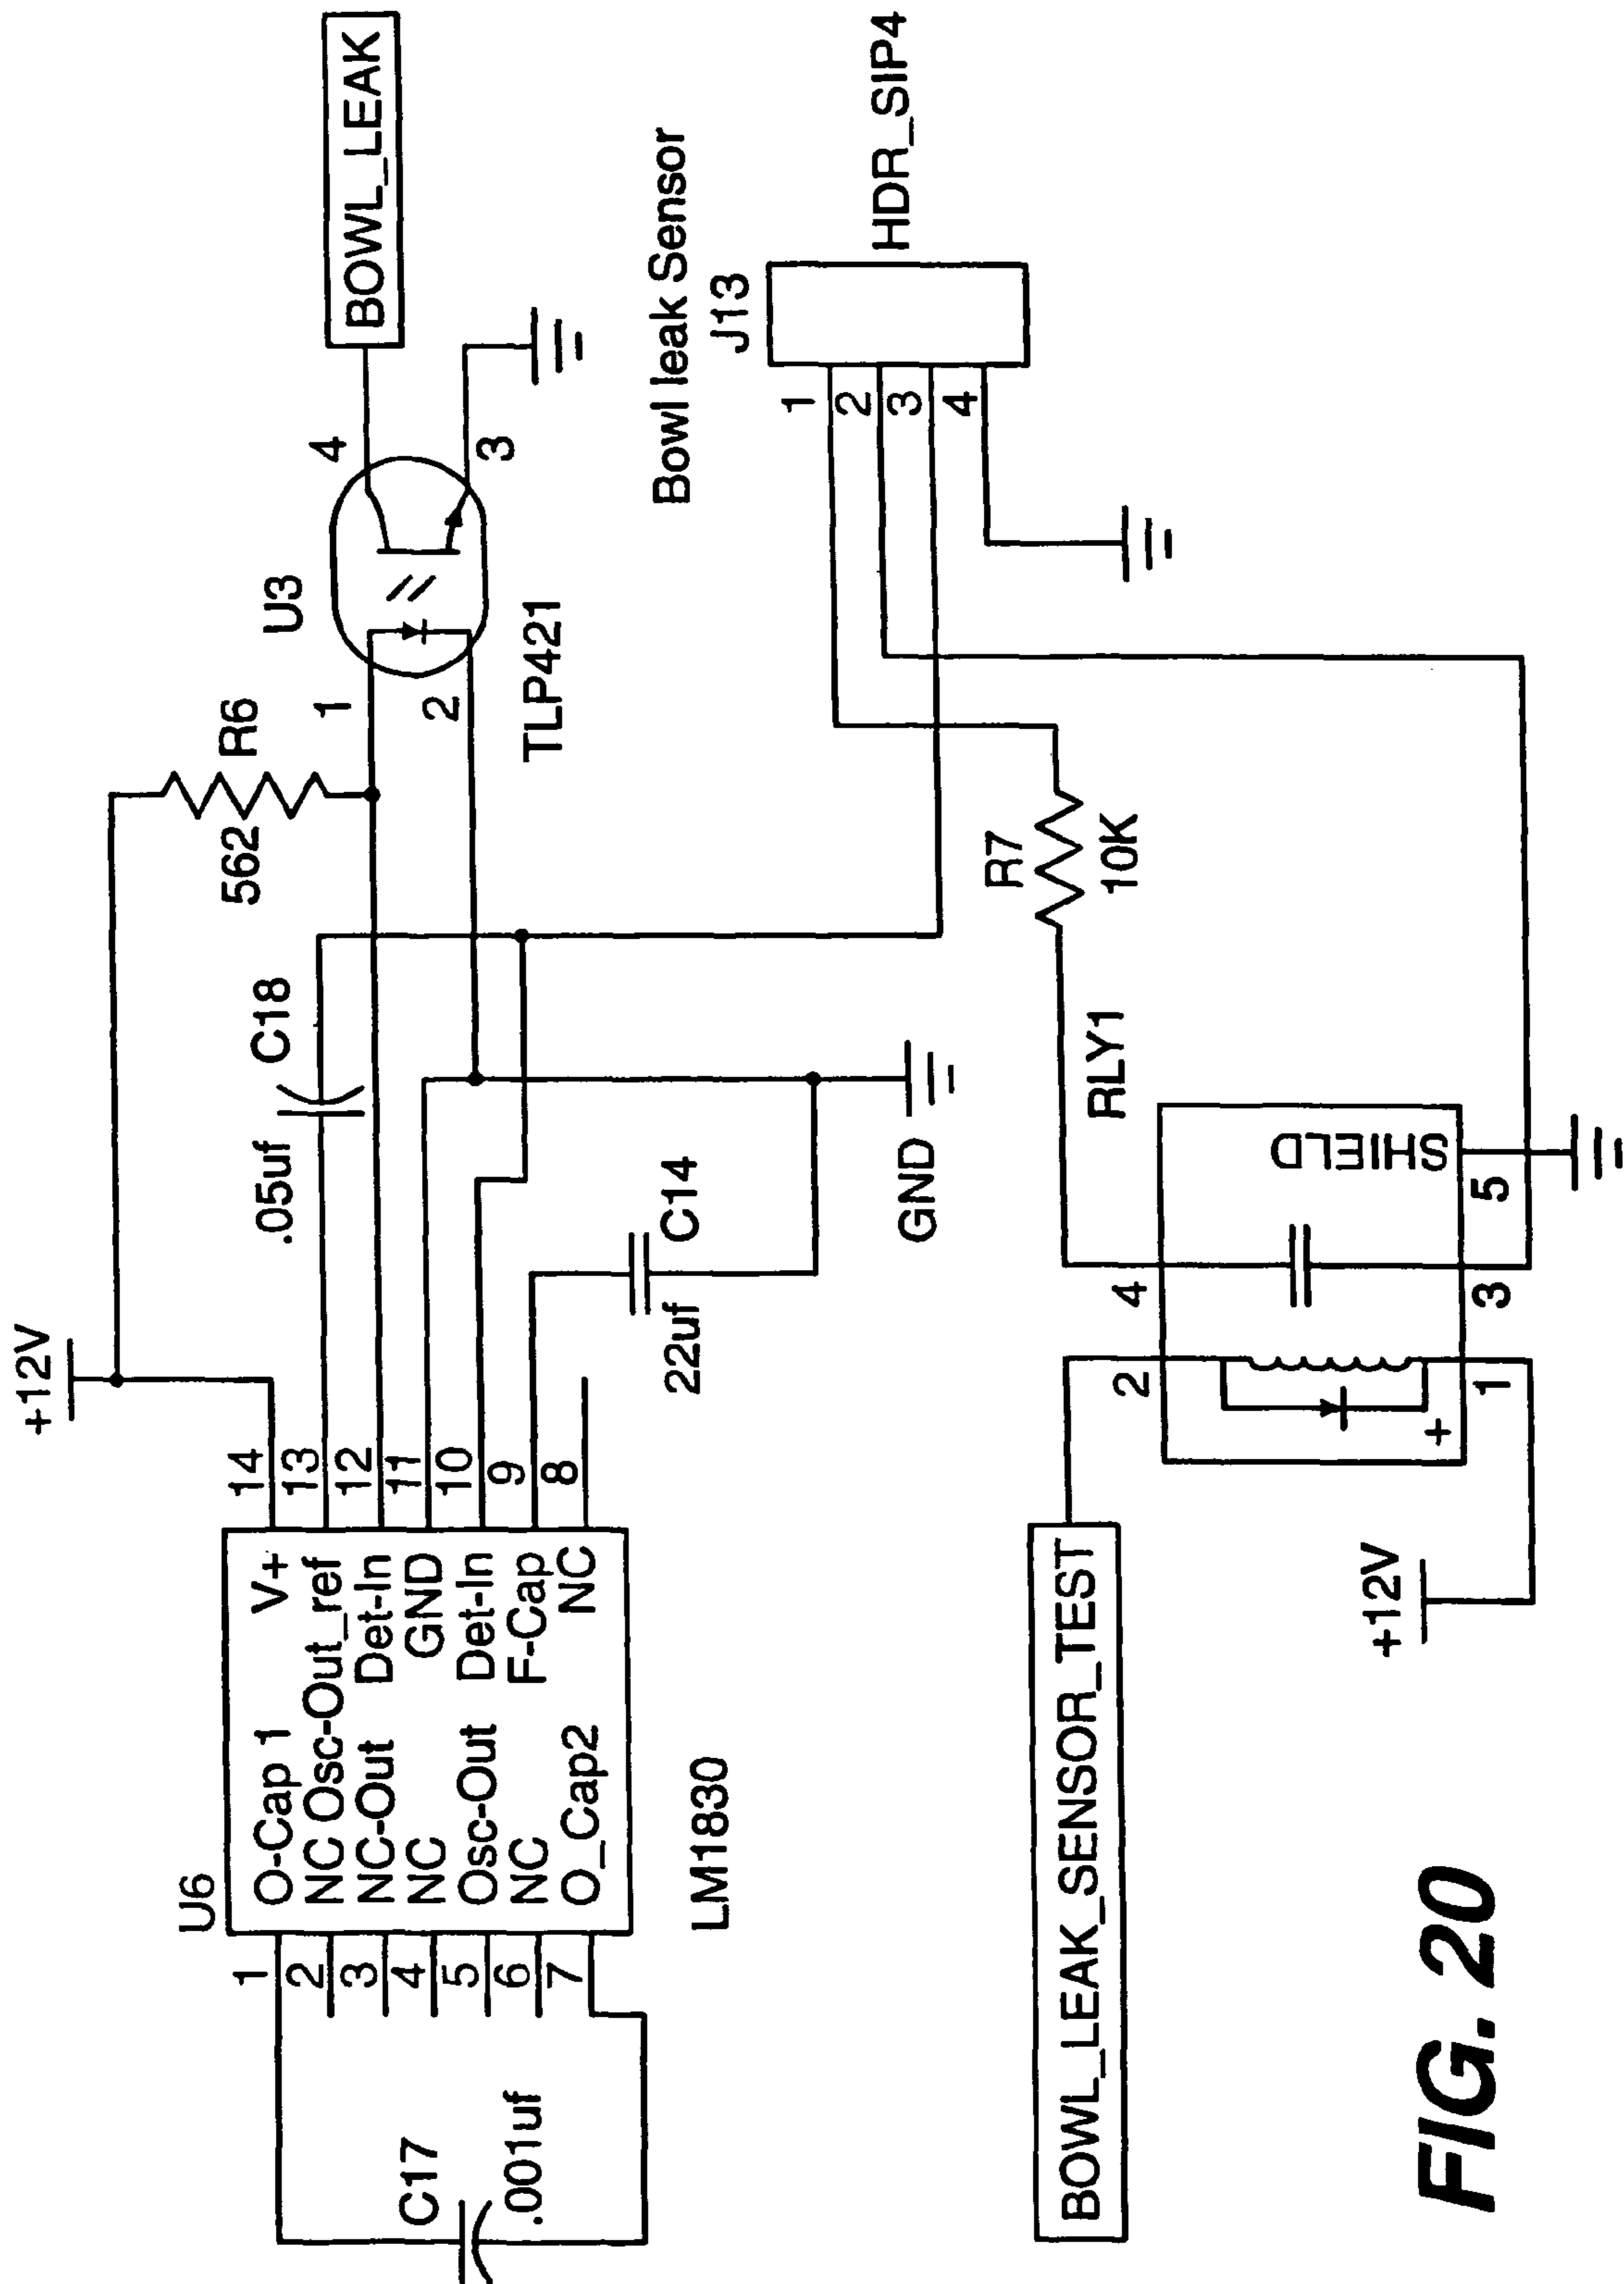 +12V
U6
O-Cap 1 V+
NC Osc-Out_ref
NC-Out Det-In
NC GND
Osc-Out Det-In
NC F-Cap
O_Cap2 NC
1
2
3
4
5
6
7
14
13
12
11
10
9
8
LM1830
C17
.001uf
.05uf C18
562 R6
22uf C14
GND
U3
1
2
4
3
TLP421
BOWL_LEAK
Bowl leak Sensor
J13
1
2
3
4
HDR_SIP4
R7
10K
RLY1
BOWL_LEAK_SENSOR_TEST
2
4
SHIELD
+
1
3
5
+12V
FIG. 20